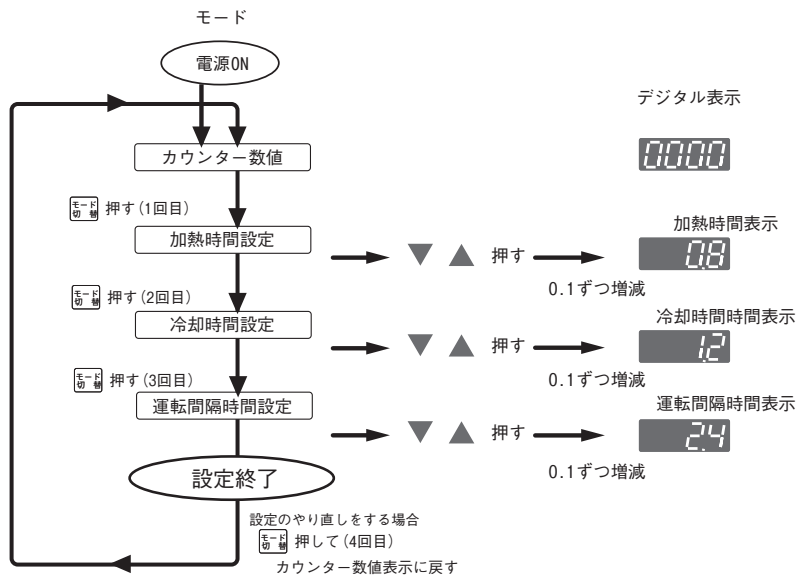 モード
電源ON
デジタル表示
カウンター数値
0000
モード切替 押す(1回目)
加熱時間表示
加熱時間設定
▼ ▲ 押す
0.8
0.1ずつ増減
モード切替 押す(2回目)
冷却時間時間表示
冷却時間設定
▼ ▲ 押す
1.2
0.1ずつ増減
モード切替 押す(3回目)
運転間隔時間表示
運転間隔時間設定
▼ ▲ 押す
2.4
0.1ずつ増減
設定終了
設定のやり直しをする場合
モード切替 押して(4回目)
カウンター数値表示に戻す